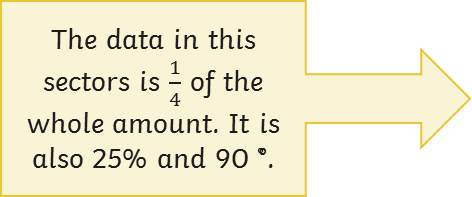 The data in this
sectors is 1/4 of the
whole amount. It is
also 25% and 90 °.